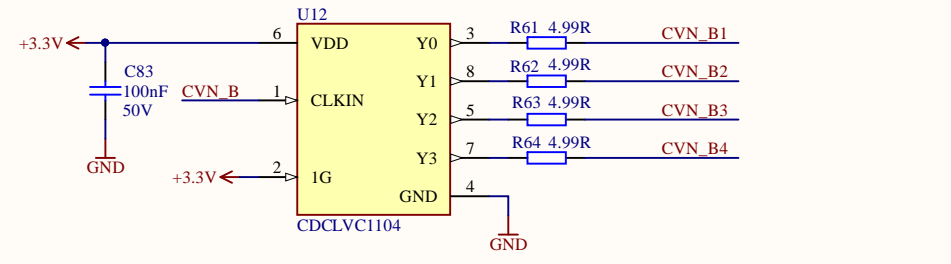 U12
+3.3V
6
VDD
Y0
3
R61 4.99R
CVN_B1
C83
100nF
50V
GND
CVN_B
1
CLKIN
Y1
8
R62 4.99R
CVN_B2
Y2
5
R63 4.99R
CVN_B3
+3.3V
2
1G
Y3
7
R64 4.99R
CVN_B4
GND
4
GND
CDCLVC1104